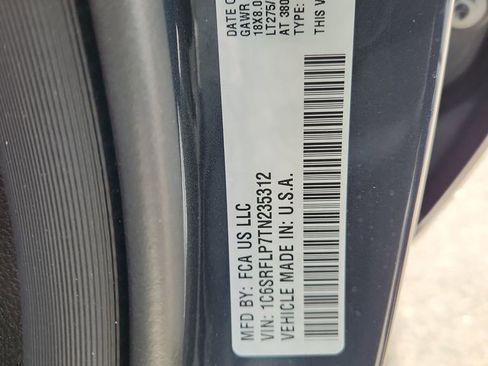 MFD BY: FCA US LLC
VIN: 1C6SRFLP7TN235312
VEHICLE MADE IN: U.S.A.
DATE O
GAWR
18X8.0
LT275/
AT 380
TYPE:
THIS V